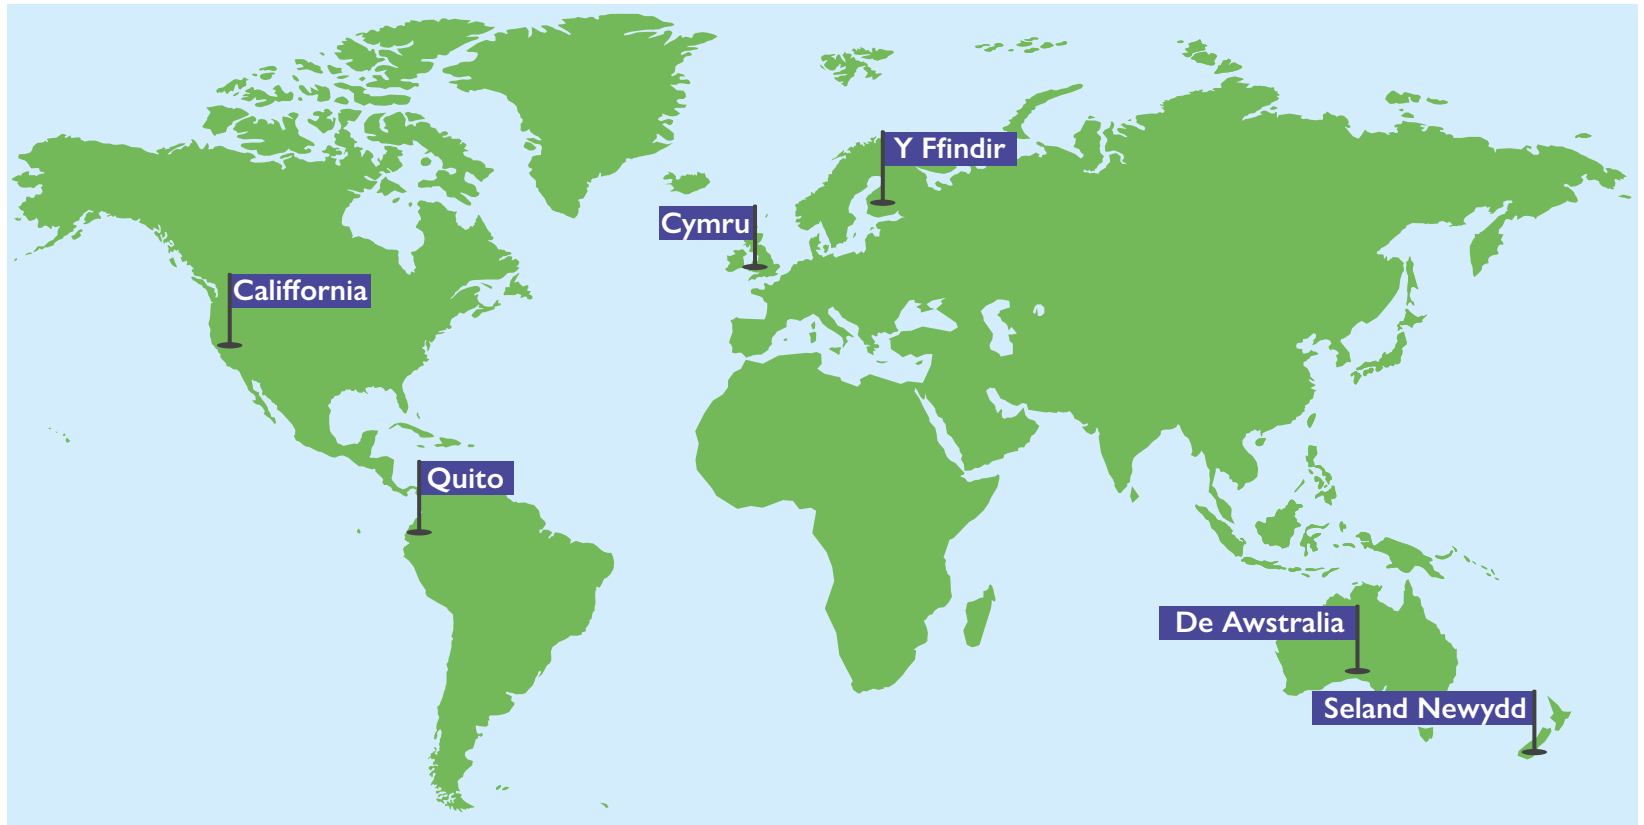 Y Ffindir
Cymru
Califfornia
Quito
De Awstralia
Seland Newydd